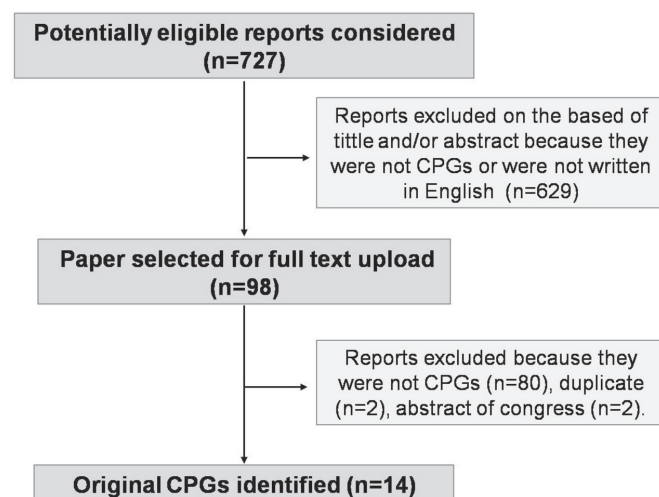 Potentially eligible reports considered
(n=727)
Reports excluded on the based of
tittle and/or abstract because they
were not CPGs or were not written
in English (n=629)
Paper selected for full text upload
(n=98)
Reports excluded because they
were not CPGs (n=80), duplicate
(n=2), abstract of congress (n=2).
Original CPGs identified (n=14)